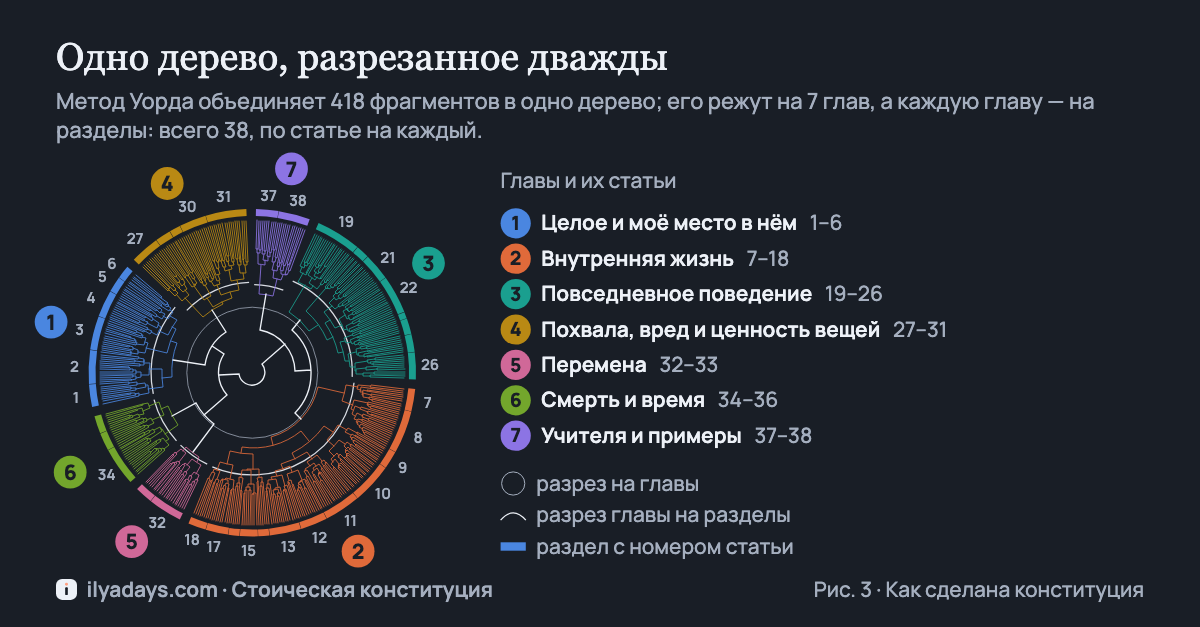 Одно дерево, разрезанное дважды
Метод Уорда объединяет 418 фрагментов в одно дерево; его режут на 7 глав, а каждую главу — на
разделы: всего 38, по статье на каждый.
7
4
31
37
38
30
19
27
21
3
6
5
22
4
1
3
2
26
1
7
8
6
34
9
10
32
11
5
18
17
15
13
12
2
Главы и их статьи
1 Целое и моё место в нём 1–6
2 Внутренняя жизнь 7–18
3 Повседневное поведение 19–26
4 Похвала, вред и ценность вещей 27–31
5 Перемена 32–33
6 Смерть и время 34–36
7 Учителя и примеры 37–38
разрез на главы
разрез главы на разделы
раздел с номером статьи
i ilyadays.com · Стоическая конституция
Рис. 3 · Как сделана конституция